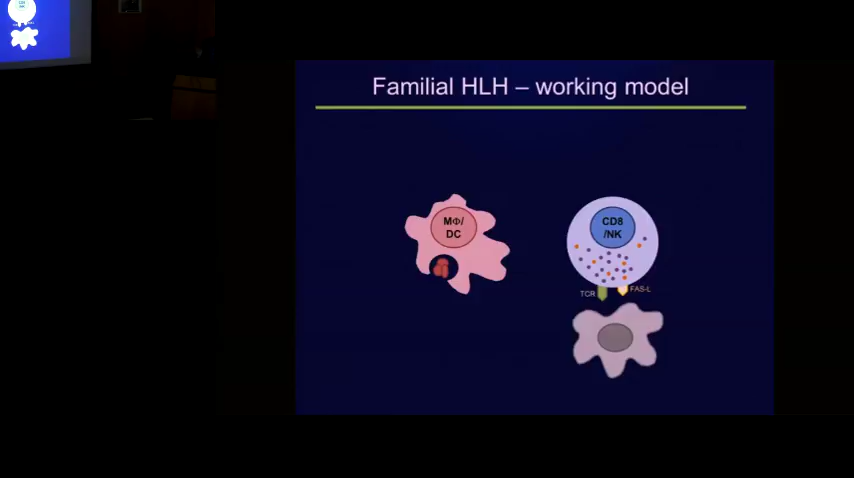 Familial HLH – working model
MΦ/
DC
CD8
/NK
TCR
FAS-L